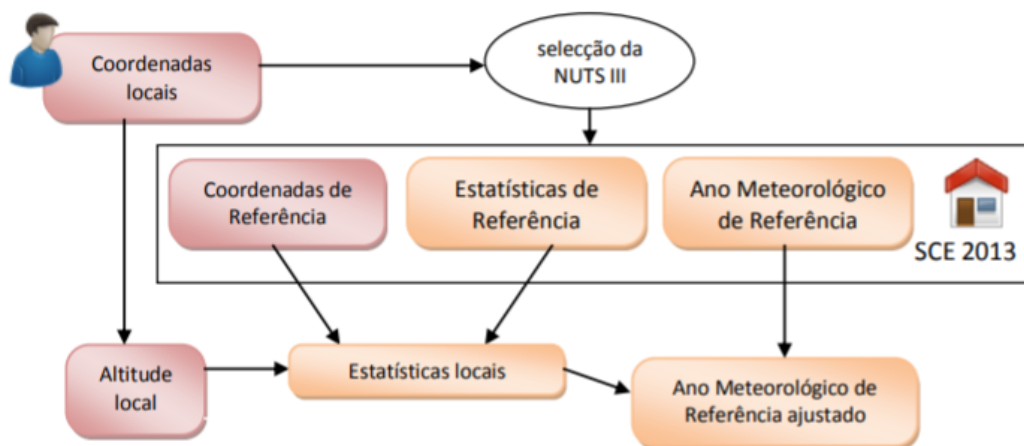 Coordenadas
locais
selecção da
NUTS III
Coordenadas de
Referência
Estatísticas de
Referência
Ano Meteorológico
de Referência
SCE 2013
Altitude
local
Estatísticas locais
Ano Meteorológico de
Referência ajustado